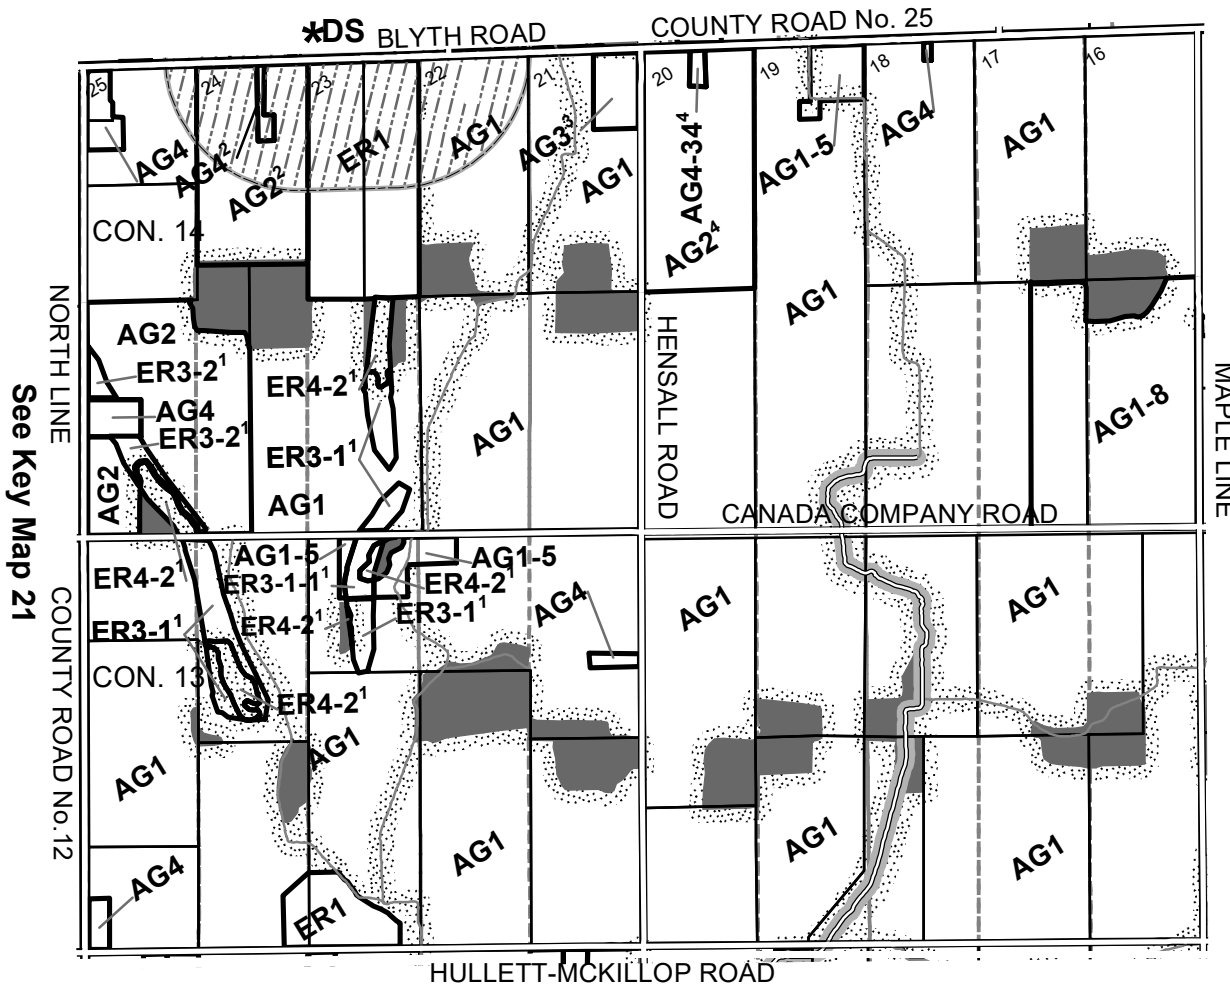 *DS BLYTH ROAD COUNTY ROAD No. 25
25 24 23 22 21 20 19 18 17 16
AG4 AG4² AG2² ER1 AG1 AG3³ AG1 AG4-34⁴ AG2⁴ AG1-5 AG4 AG1
CON. 14
AG1
NORTH LINE
AG2
ER3-2¹
AG4
ER3-2¹
AG2
ER4-2¹
ER3-1¹
AG1
AG1
HENSALL ROAD
AG1-8
MAPLE LINE
See Key Map 21
CANADA COMPANY ROAD
COUNTY ROAD No.12
ER4-2¹
ER3-1¹
CON. 13
ER4-2¹
AG1-5
ER3-1-1¹
ER4-2¹
AG1-5
ER4-2¹
ER3-1¹
AG4
AG1
AG1
AG1
AG1
AG1
AG1
AG1
AG4
ER1
HULLETT-MCKILLOP ROAD